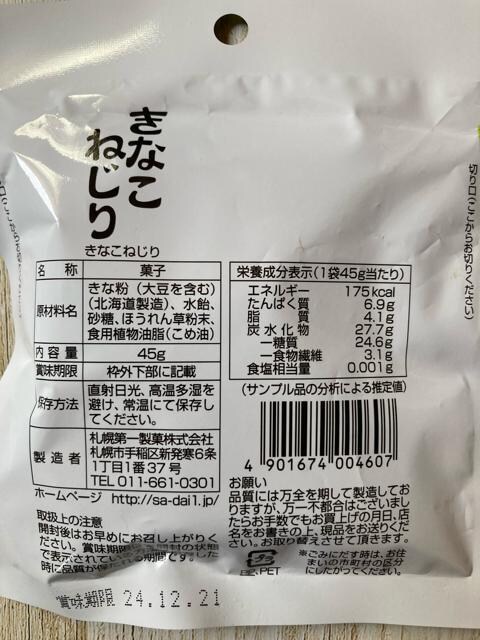 きなこ
ねじり
切り口(ここからお切りください)
きなこねじり
名称 菓子
原材料名 きな粉（大豆を含む）
（北海道製造）、水飴、
砂糖、ほうれん草粉末、
食用植物油脂（こめ油）
内容量 45g
賞味期限 枠外下部に記載
保存方法 直射日光、高温多湿を
避け、常温にて保存し
てください。
製造者 札幌第一製菓株式会社
札幌市手稲区新発寒6条
1丁目1番37号
TEL 011-661-0301
ホームページ http://sa-dai1.jp/
取扱上の注意
開封後はお早めにお召し上がりく
ださい。賞味期限
で表示されてい
時に品質が
賞味期限 24.12.21
栄養成分表示（1袋45g当たり）
エネルギー 175kcal
たんぱく質 6.9g
脂質 4.1g
炭水化物 27.7g
―糖質 24.6g
―食物繊維 3.1g
食塩相当量 0.001g
（サンプル品の分析による推定値）
4 901674 004607
お願い
品質には万全を期して製造してお
りますが、万一不都合はございまし
たらお手数でもお買上げの月日、店
名をお書きの上、現品をお送りくだ
さい。お取り替えさせて頂きます。
プラ
PE、PET
※ごみにだす時は、お住
まいの市町村の区分
にしたがってください。